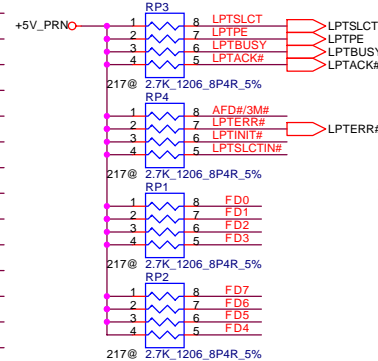 RP3
+5V_PRN
1 8 LPTSLCT LPTSLCT
2 7 LPTPE LPTPE
3 6 LPTBUSY LPTBUSY
4 5 LPTACK# LPTACK#
217@ 2.7K_1206_8P4R_5%
RP4
1 8 AFD#/3M#
2 7 LPTERR# LPTERR#
3 6 LPTINIT#
4 5 LPTSLCTIN#
217@ 2.7K_1206_8P4R_5%
RP1
1 8 FD0
2 7 FD1
3 6 FD2
4 5 FD3
217@ 2.7K_1206_8P4R_5%
RP2
1 8 FD7
2 7 FD6
3 6 FD5
4 5 FD4
217@ 2.7K_1206_8P4R_5%